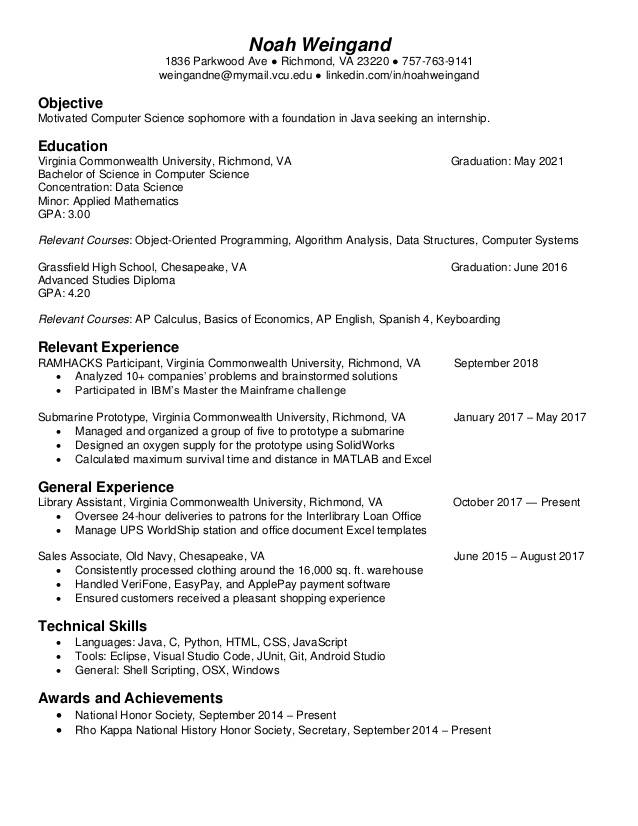 Noah Weingand
1836 Parkwood Ave ● Richmond, VA 23220 ● 757-763-9141
weingandne@mymail.vcu.edu ● linkedin.com/in/noahweingand
Objective
Motivated Computer Science sophomore with a foundation in Java seeking an internship.
Education
Virginia Commonwealth University, Richmond, VA Graduation: May 2021
Bachelor of Science in Computer Science
Concentration: Data Science
Minor: Applied Mathematics
GPA: 3.00
Relevant Courses: Object-Oriented Programming, Algorithm Analysis, Data Structures, Computer Systems
Grassfield High School, Chesapeake, VA Graduation: June 2016
Advanced Studies Diploma
GPA: 4.20
Relevant Courses: AP Calculus, Basics of Economics, AP English, Spanish 4, Keyboarding
Relevant Experience
RAMHACKS Participant, Virginia Commonwealth University, Richmond, VA September 2018
• Analyzed 10+ companies' problems and brainstormed solutions
• Participated in IBM's Master the Mainframe challenge
Submarine Prototype, Virginia Commonwealth University, Richmond, VA January 2017 – May 2017
• Managed and organized a group of five to prototype a submarine
• Designed an oxygen supply for the prototype using SolidWorks
• Calculated maximum survival time and distance in MATLAB and Excel
General Experience
Library Assistant, Virginia Commonwealth University, Richmond, VA October 2017 — Present
• Oversee 24-hour deliveries to patrons for the Interlibrary Loan Office
• Manage UPS WorldShip station and office document Excel templates
Sales Associate, Old Navy, Chesapeake, VA June 2015 – August 2017
• Consistently processed clothing around the 16,000 sq. ft. warehouse
• Handled VeriFone, EasyPay, and ApplePay payment software
• Ensured customers received a pleasant shopping experience
Technical Skills
• Languages: Java, C, Python, HTML, CSS, JavaScript
• Tools: Eclipse, Visual Studio Code, JUnit, Git, Android Studio
• General: Shell Scripting, OSX, Windows
Awards and Achievements
• National Honor Society, September 2014 – Present
• Rho Kappa National History Honor Society, Secretary, September 2014 – Present